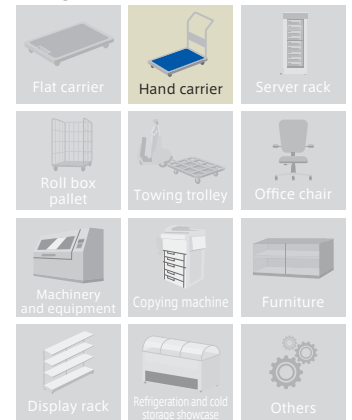 Flat carrier
Hand carrier
Server rack
Roll box
pallet
Towing trolley
Office chair
Machinery
and equipment
Copying machine
Furniture
Display rack
Refrigeration and cold
storage showcase
Others